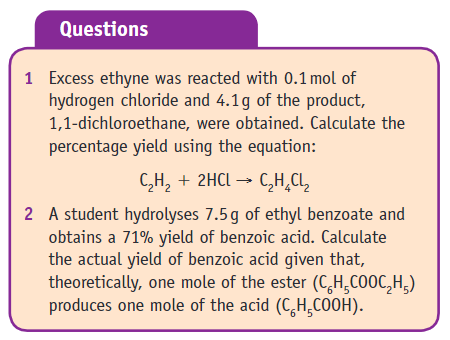 Questions
1 Excess ethyne was reacted with 0.1 mol of
hydrogen chloride and 4.1 g of the product,
1,1-dichloroethane, were obtained. Calculate the
percentage yield using the equation:
C₂H₂ + 2HCl → C₂H₄Cl₂
2 A student hydrolyses 7.5 g of ethyl benzoate and
obtains a 71% yield of benzoic acid. Calculate
the actual yield of benzoic acid given that,
theoretically, one mole of the ester (C₆H₅COOC₂H₅)
produces one mole of the acid (C₆H₅COOH).